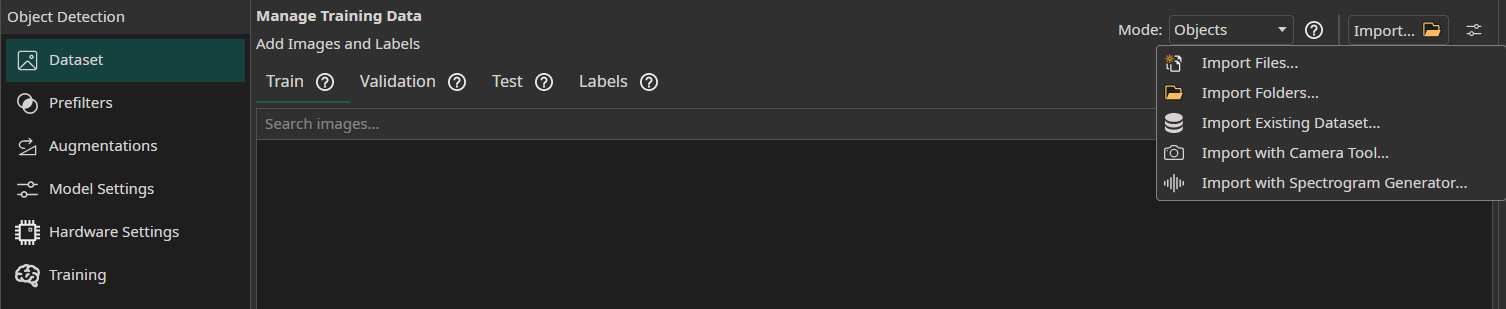 Object Detection
Dataset
Prefilters
Augmentations
Model Settings
Hardware Settings
Training
Manage Training Data
Add Images and Labels
Mode: Objects Import...
Train Validation Test Labels
Search images...
Import Files...
Import Folders...
Import Existing Dataset...
Import with Camera Tool...
Import with Spectrogram Generator...